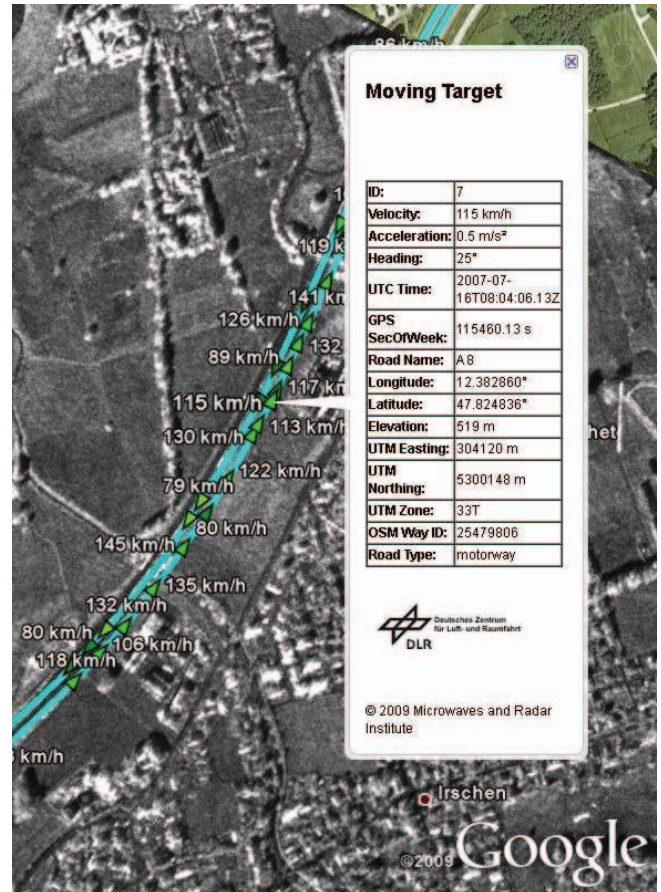 86 km/h
Moving Target
ID: 7
Velocity: 115 km/h
Acceleration: 0.5 m/s²
Heading: 25°
UTC Time: 2007-07-
16T08:04:06.13Z
GPS
SecOfWeek: 115460.13 s
Road Name: A8
Longitude: 12.382860°
Latitude: 47.824836°
Elevation: 519 m
UTM Easting: 304120 m
UTM
Northing: 5300148 m
UTM Zone: 33T
OSM Way ID: 25479806
Road Type: motorway
Deutsches Zentrum
für Luft- und Raumfahrt
DLR
© 2009 Microwaves and Radar
Institute
119 k
141 km
126 km/h
132
89 km/h
117 km
115 km/h
113 km/h
130 km/h
het
122 km/h
79 km/h
80 km/h
145 km/h
135 km/h
132 km/h
80 km/h
106 km/h
118 km/h
km/h
Irschen
©2009 Google